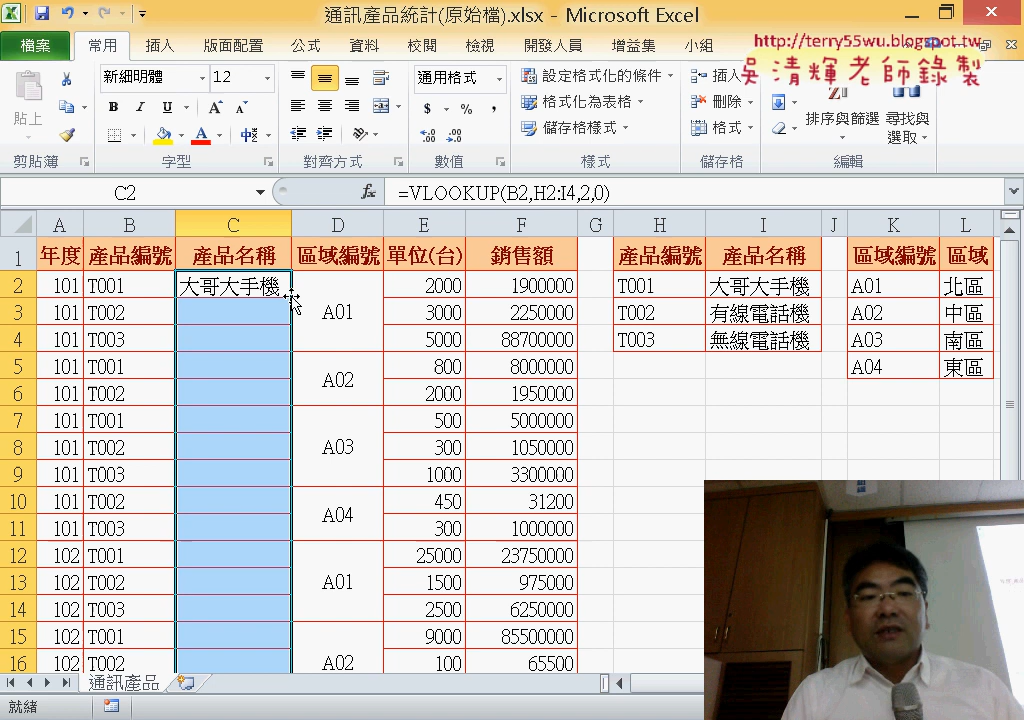 通訊產品統計(原始檔).xlsx - Microsoft Excel
檔案 常用 插入 版面配置 公式 資料 校閱 檢視 開發人員 增益集 小組
http://terry55wu.blogspot.tw
吳清輝老師錄製
新細明體 12 通用格式 設定格式化的條件 插入
貼上 B I U A A $ % , 格式化為表格 刪除 排序與篩選 尋找與
中 儲存格樣式 格式 選取
剪貼簿 字型 對齊方式 數值 樣式 儲存格 編輯
C2 fx =VLOOKUP(B2,H2:I4,2,0)
A B C D E F G H I J K L
1 年度 產品編號 產品名稱 區域編號 單位(台) 銷售額 產品編號 產品名稱 區域編號 區域
2 101 T001 大哥大手機 2000 1900000 T001 大哥大手機 A01 北區
3 101 T002 A01 3000 2250000 T002 有線電話機 A02 中區
4 101 T003 5000 88700000 T003 無線電話機 A03 南區
5 101 T001 A02 800 8000000 A04 東區
6 101 T002 2000 1950000
7 101 T001 500 5000000
8 101 T002 A03 300 1050000
9 101 T003 1000 3300000
10 101 T002 A04 450 31200
11 101 T003 300 1000000
12 102 T001 25000 23750000
13 102 T002 A01 1500 975000
14 102 T003 2500 6250000
15 102 T001 9000 85500000
16 102 T002 A02 100 65500
通訊產品
就緒